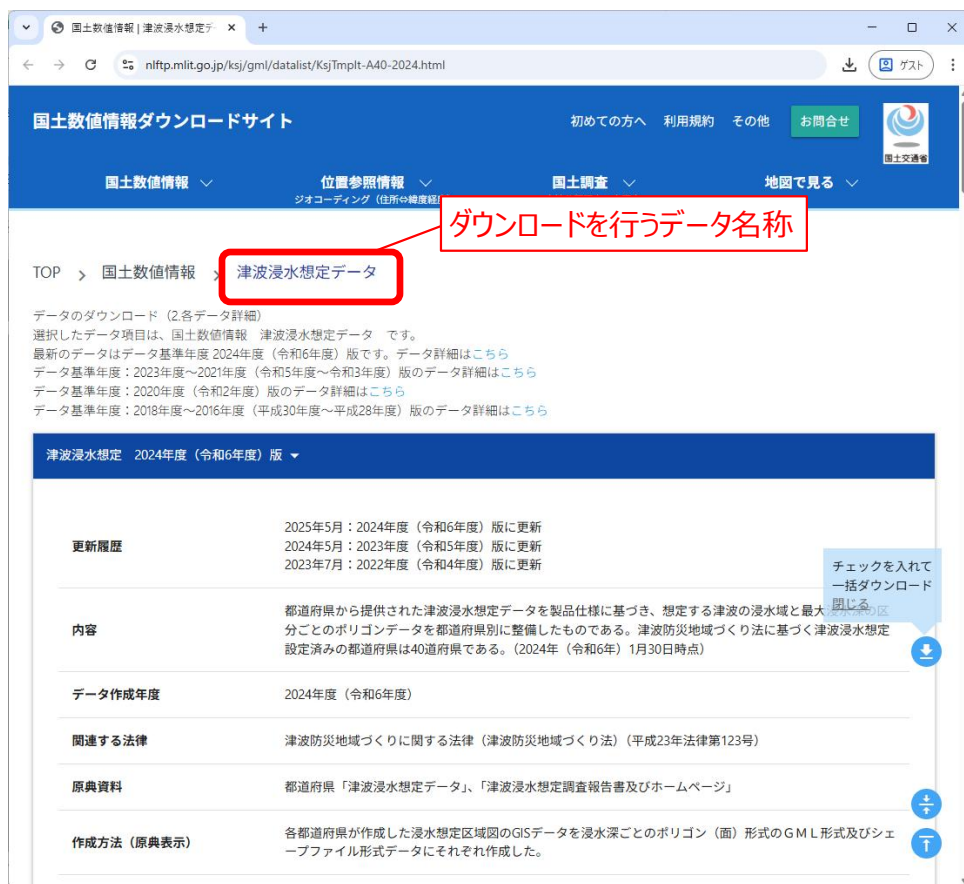 国土数値情報 | 津波浸水想定デ
nlftp.mlit.go.jp/ksj/gml/datalist/KsjTmplt-A40-2024.html
ゲスト
国土数値情報ダウンロードサイト
初めての方へ 利用規約 その他 お問合せ
国土交通省
国土数値情報 位置参照情報 国土調査 地図で見る
ジオコーディング（住所⇔緯度経
ダウンロードを行うデータ名称
TOP > 国土数値情報 > 津波浸水想定データ
データのダウンロード（2.各データ詳細）
選択したデータ項目は、国土数値情報 津波浸水想定データ です。
最新のデータはデータ基準年度 2024年度（令和6年度）版です。データ詳細はこちら
データ基準年度：2023年度～2021年度（令和5年度～令和3年度）版のデータ詳細はこちら
データ基準年度：2020年度（令和2年度）版のデータ詳細はこちら
データ基準年度：2018年度～2016年度（平成30年度～平成28年度）版のデータ詳細はこちら
津波浸水想定 2024年度（令和6年度）版
更新履歴
2025年5月：2024年度（令和6年度）版に更新
2024年5月：2023年度（令和5年度）版に更新
2023年7月：2022年度（令和4年度）版に更新
チェックを入れて
一括ダウンロード
閉じる
内容
都道府県から提供された津波浸水想定データを製品仕様に基づき、想定する津波の浸水域と最大浸水深の区
分ごとのポリゴンデータを都道府県別に整備したものである。津波防災地域づくり法に基づく津波浸水想定
設定済みの都道府県は40道府県である。（2024年（令和6年）1月30日時点）
データ作成年度
2024年度（令和6年度）
関連する法律
津波防災地域づくりに関する法律（津波防災地域づくり法）（平成23年法律第123号）
原典資料
都道府県「津波浸水想定データ」、「津波浸水想定調査報告書及びホームページ」
作成方法（原典表示）
各都道府県が作成した浸水想定区域図のGISデータを浸水深ごとのポリゴン（面）形式のＧＭＬ形式及びシェ
ープファイル形式データにそれぞれ作成した。